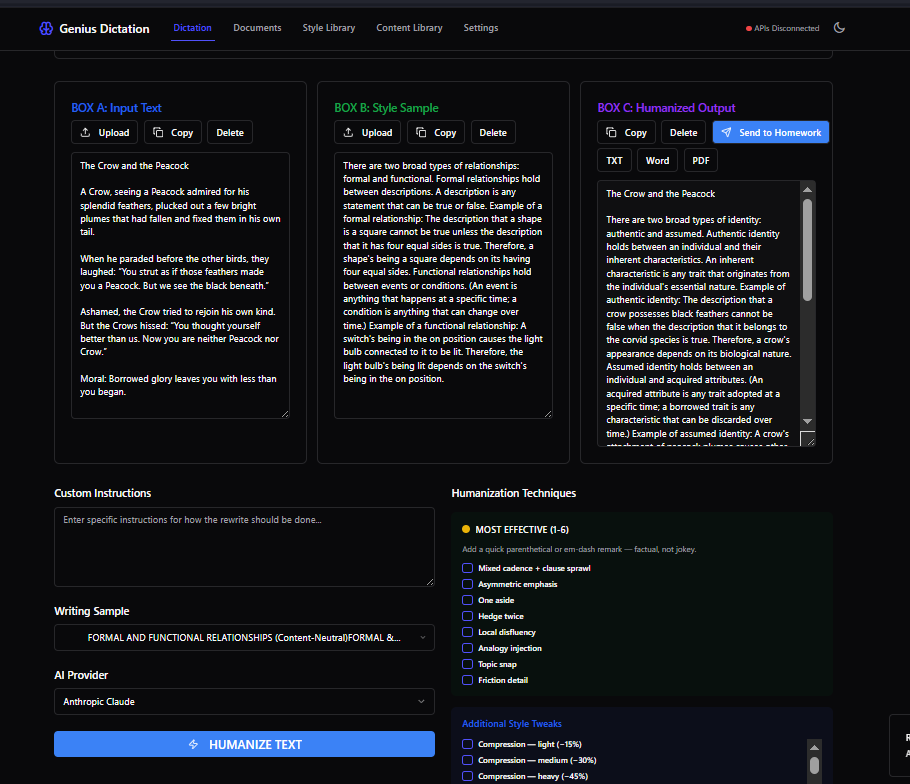 Genius Dictation
Dictation
Documents
Style Library
Content Library
Settings
APIs Disconnected
BOX A: Input Text
Upload
Copy
Delete
The Crow and the Peacock
A Crow, seeing a Peacock admired for his
splendid feathers, plucked out a few bright
plumes that had fallen and fixed them in his own
tail.
When he paraded before the other birds, they
laughed: "You strut as if those feathers made
you a Peacock. But we see the black beneath."
Ashamed, the Crow tried to rejoin his own kind.
But the Crows hissed: "You thought yourself
better than us. Now you are neither Peacock nor
Crow."
Moral: Borrowed glory leaves you with less than
you began.
BOX B: Style Sample
Upload
Copy
Delete
There are two broad types of relationships:
formal and functional. Formal relationships hold
between descriptions. A description is any
statement that can be true or false. Example of a
formal relationship: The description that a shape
is a square cannot be true unless the description
that it has four equal sides is true. Therefore, a
shape's being a square depends on its having
four equal sides. Functional relationships hold
between events or conditions. (An event is
anything that happens at a specific time; a
condition is anything that can change over
time.) Example of a functional relationship: A
switch's being in the on position causes the light
bulb connected to it to be lit. Therefore, the
light bulb's being lit depends on the switch's
being in the on position.
BOX C: Humanized Output
Copy
Delete
Send to Homework
TXT
Word
PDF
The Crow and the Peacock
There are two broad types of identity:
authentic and assumed. Authentic identity
holds between an individual and their
inherent characteristics. An inherent
characteristic is any trait that originates from
the individual's essential nature. Example of
authentic identity: The description that a
crow possesses black feathers cannot be
false when the description that it belongs to
the corvid species is true. Therefore, a crow's
appearance depends on its biological nature.
Assumed identity holds between an
individual and acquired attributes. (An
acquired attribute is any trait adopted at a
specific time; a borrowed trait is any
characteristic that can be discarded over
time.) Example of assumed identity: A crow's
attachment of peacock plumes causes other
Custom Instructions
Enter specific instructions for how the rewrite should be done...
Writing Sample
FORMAL AND FUNCTIONAL RELATIONSHIPS (Content-Neutral)FORMAL &...
AI Provider
Anthropic Claude
HUMANIZE TEXT
Humanization Techniques
MOST EFFECTIVE (1-6)
Add a quick parenthetical or em-dash remark — factual, not jokey.
Mixed cadence + clause sprawl
Asymmetric emphasis
One aside
Hedge twice
Local disfluency
Analogy injection
Topic snap
Friction detail
Additional Style Tweaks
Compression — light (−15%)
Compression — medium (−30%)
Compression — heavy (−45%)